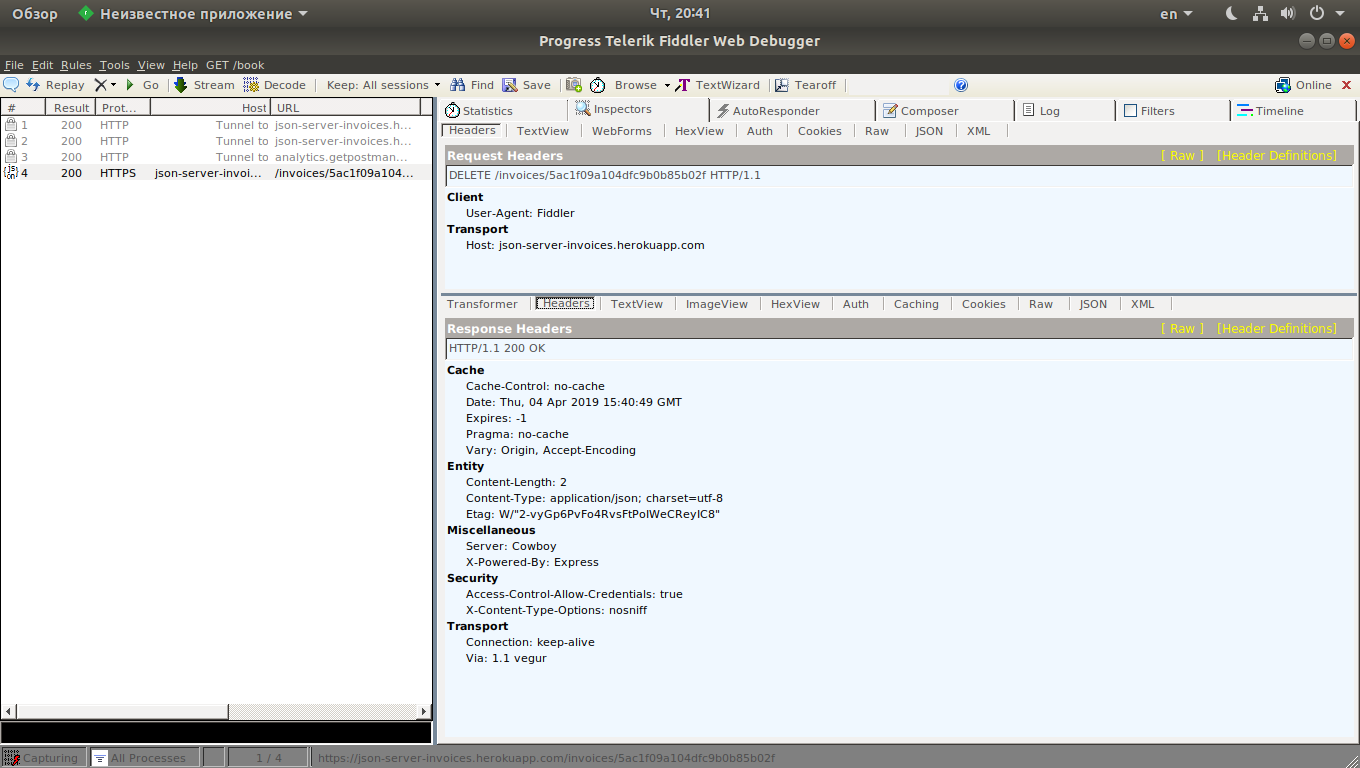 Обзор Неизвестное приложение Чт, 20:41 en
Progress Telerik Fiddler Web Debugger
File Edit Rules Tools View Help GET /book
Replay Go Stream Decode Keep: All sessions Find Save Browse TextWizard Tearoff Online
# Result Prot... Host URL
1 200 HTTP Tunnel to json-server-invoices.h...
2 200 HTTP Tunnel to json-server-invoices.h...
3 200 HTTP Tunnel to analytics.getpostman...
4 200 HTTPS json-server-invoi... /invoices/5ac1f09a104...
Statistics Inspectors AutoResponder Composer Log Filters Timeline
Headers TextView WebForms HexView Auth Cookies Raw JSON XML
Request Headers [ Raw ] [Header Definitions]
DELETE /invoices/5ac1f09a104dfc9b0b85b02f HTTP/1.1
Client
User-Agent: Fiddler
Transport
Host: json-server-invoices.herokuapp.com
Transformer Headers TextView ImageView HexView Auth Caching Cookies Raw JSON XML
Response Headers [ Raw ] [Header Definitions]
HTTP/1.1 200 OK
Cache
Cache-Control: no-cache
Date: Thu, 04 Apr 2019 15:40:49 GMT
Expires: -1
Pragma: no-cache
Vary: Origin, Accept-Encoding
Entity
Content-Length: 2
Content-Type: application/json; charset=utf-8
Etag: W/"2-vyGp6PvFo4RvsFtPoIWeCReyIC8"
Miscellaneous
Server: Cowboy
X-Powered-By: Express
Security
Access-Control-Allow-Credentials: true
X-Content-Type-Options: nosniff
Transport
Connection: keep-alive
Via: 1.1 vegur
Capturing All Processes 1 / 4 https://json-server-invoices.herokuapp.com/invoices/5ac1f09a104dfc9b0b85b02f